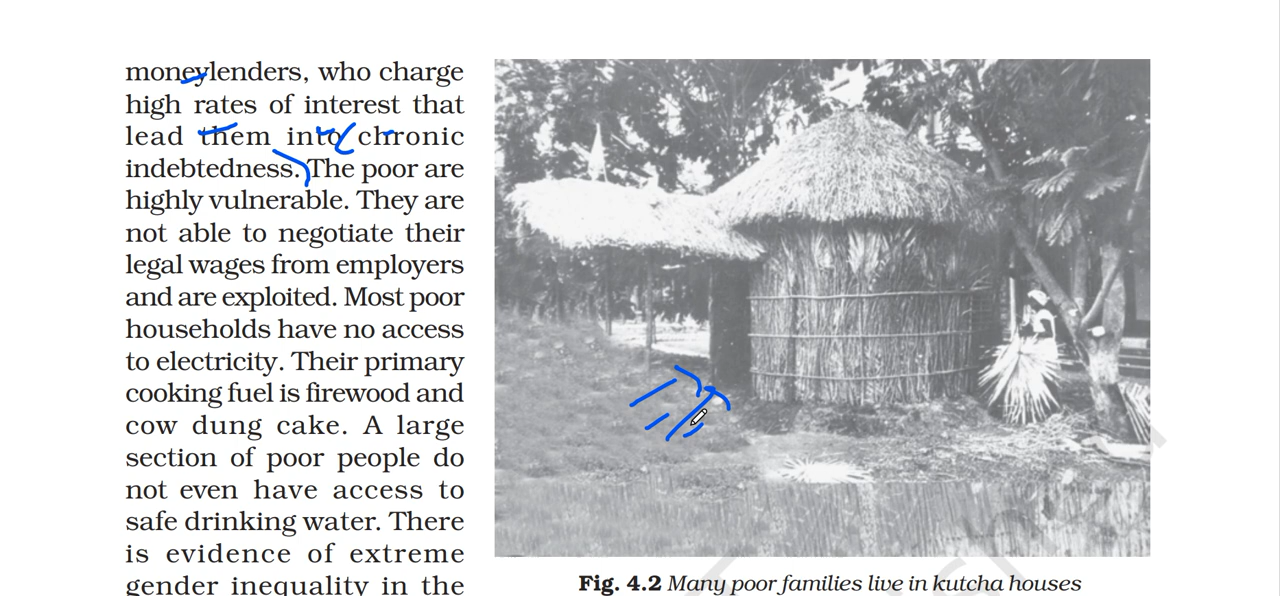 moneylenders, who charge
high rates of interest that
lead them into chronic
indebtedness. The poor are
highly vulnerable. They are
not able to negotiate their
legal wages from employers
and are exploited. Most poor
households have no access
to electricity. Their primary
cooking fuel is firewood and
cow dung cake. A large
section of poor people do
not even have access to
safe drinking water. There
is evidence of extreme
gender inequality in the
Fig. 4.2 Many poor families live in kutcha houses